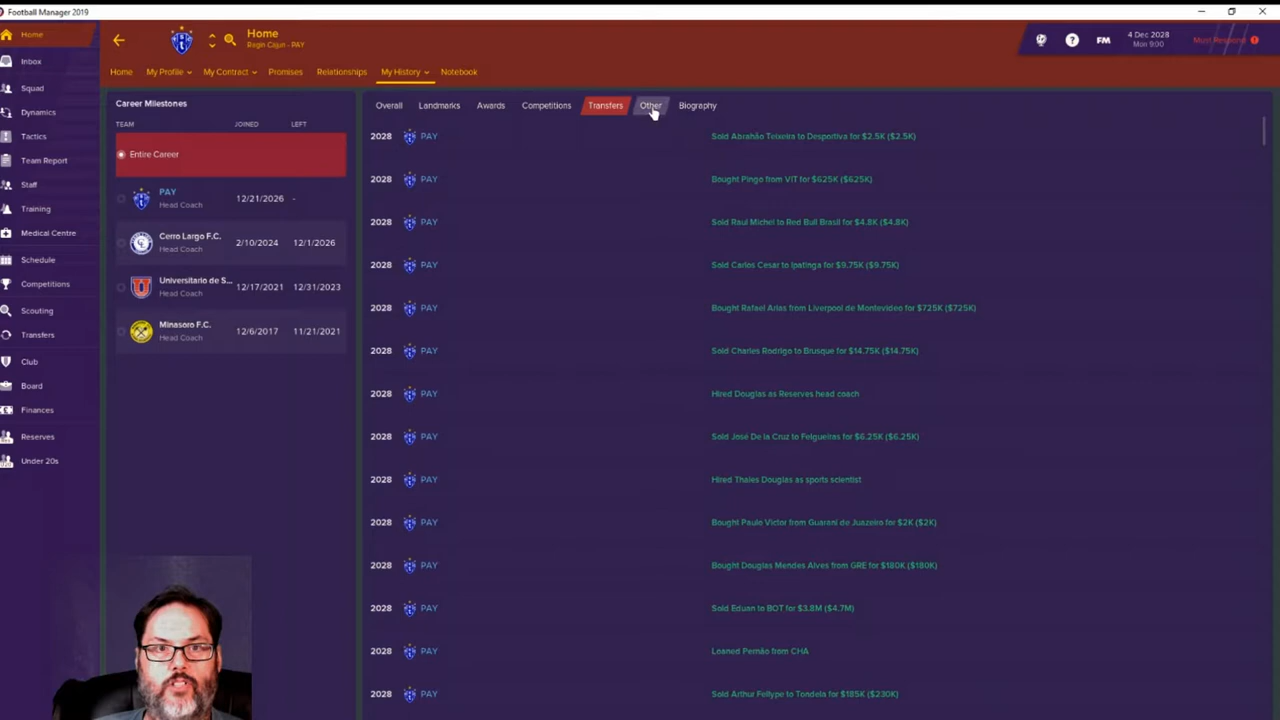 Football Manager 2019
Home
Home
Regin Cijun - PAY
FM
4 Dec 2028
Mon 9:00
Must Respond
Home
My Profile
My Contract
Promises
Relationships
My History
Notebook
Inbox
Squad
Dynamics
Tactics
Team Report
Staff
Training
Medical Centre
Schedule
Competitions
Scouting
Transfers
Club
Board
Finances
Reserves
Under 20s
Career Milestones
TEAM JOINED LEFT
Entire Career
PAY
Head Coach
12/21/2026 -
Cerro Largo F.C.
Head Coach
2/10/2024 12/1/2026
Universitario de S...
Head Coach
12/17/2021 12/31/2023
Minasoro F.C.
Head Coach
12/6/2017 11/21/2021
Overall Landmarks Awards Competitions Transfers Other Biography
2028 PAY Sold Abrahão Teixeira to Desportiva for $2.5K ($2.5K)
2028 PAY Bought Pingo from VIT for $625K ($625K)
2028 PAY Sold Raul Michel to Red Bull Brasil for $4.8K ($4.8K)
2028 PAY Sold Carlos Cesar to Ipatinga for $9.75K ($9.75K)
2028 PAY Bought Rafael Arias from Liverpool de Montevideo for $725K ($725K)
2028 PAY Sold Charles Rodrigo to Brusque for $14.75K ($14.75K)
2028 PAY Hired Douglas as Reserves head coach
2028 PAY Sold José De la Cruz to Felgueiras for $6.25K ($6.25K)
2028 PAY Hired Thales Douglas as sports scientist
2028 PAY Bought Paulo Victor from Guarani de Juazeiro for $2K ($2K)
2028 PAY Bought Douglas Mendes Alves from GRE for $180K ($180K)
2028 PAY Sold Eduan to BOT for $3.8M ($4.7M)
2028 PAY Loaned Pernão from CHA
2028 PAY Sold Arthur Fellype to Tondela for $185K ($230K)